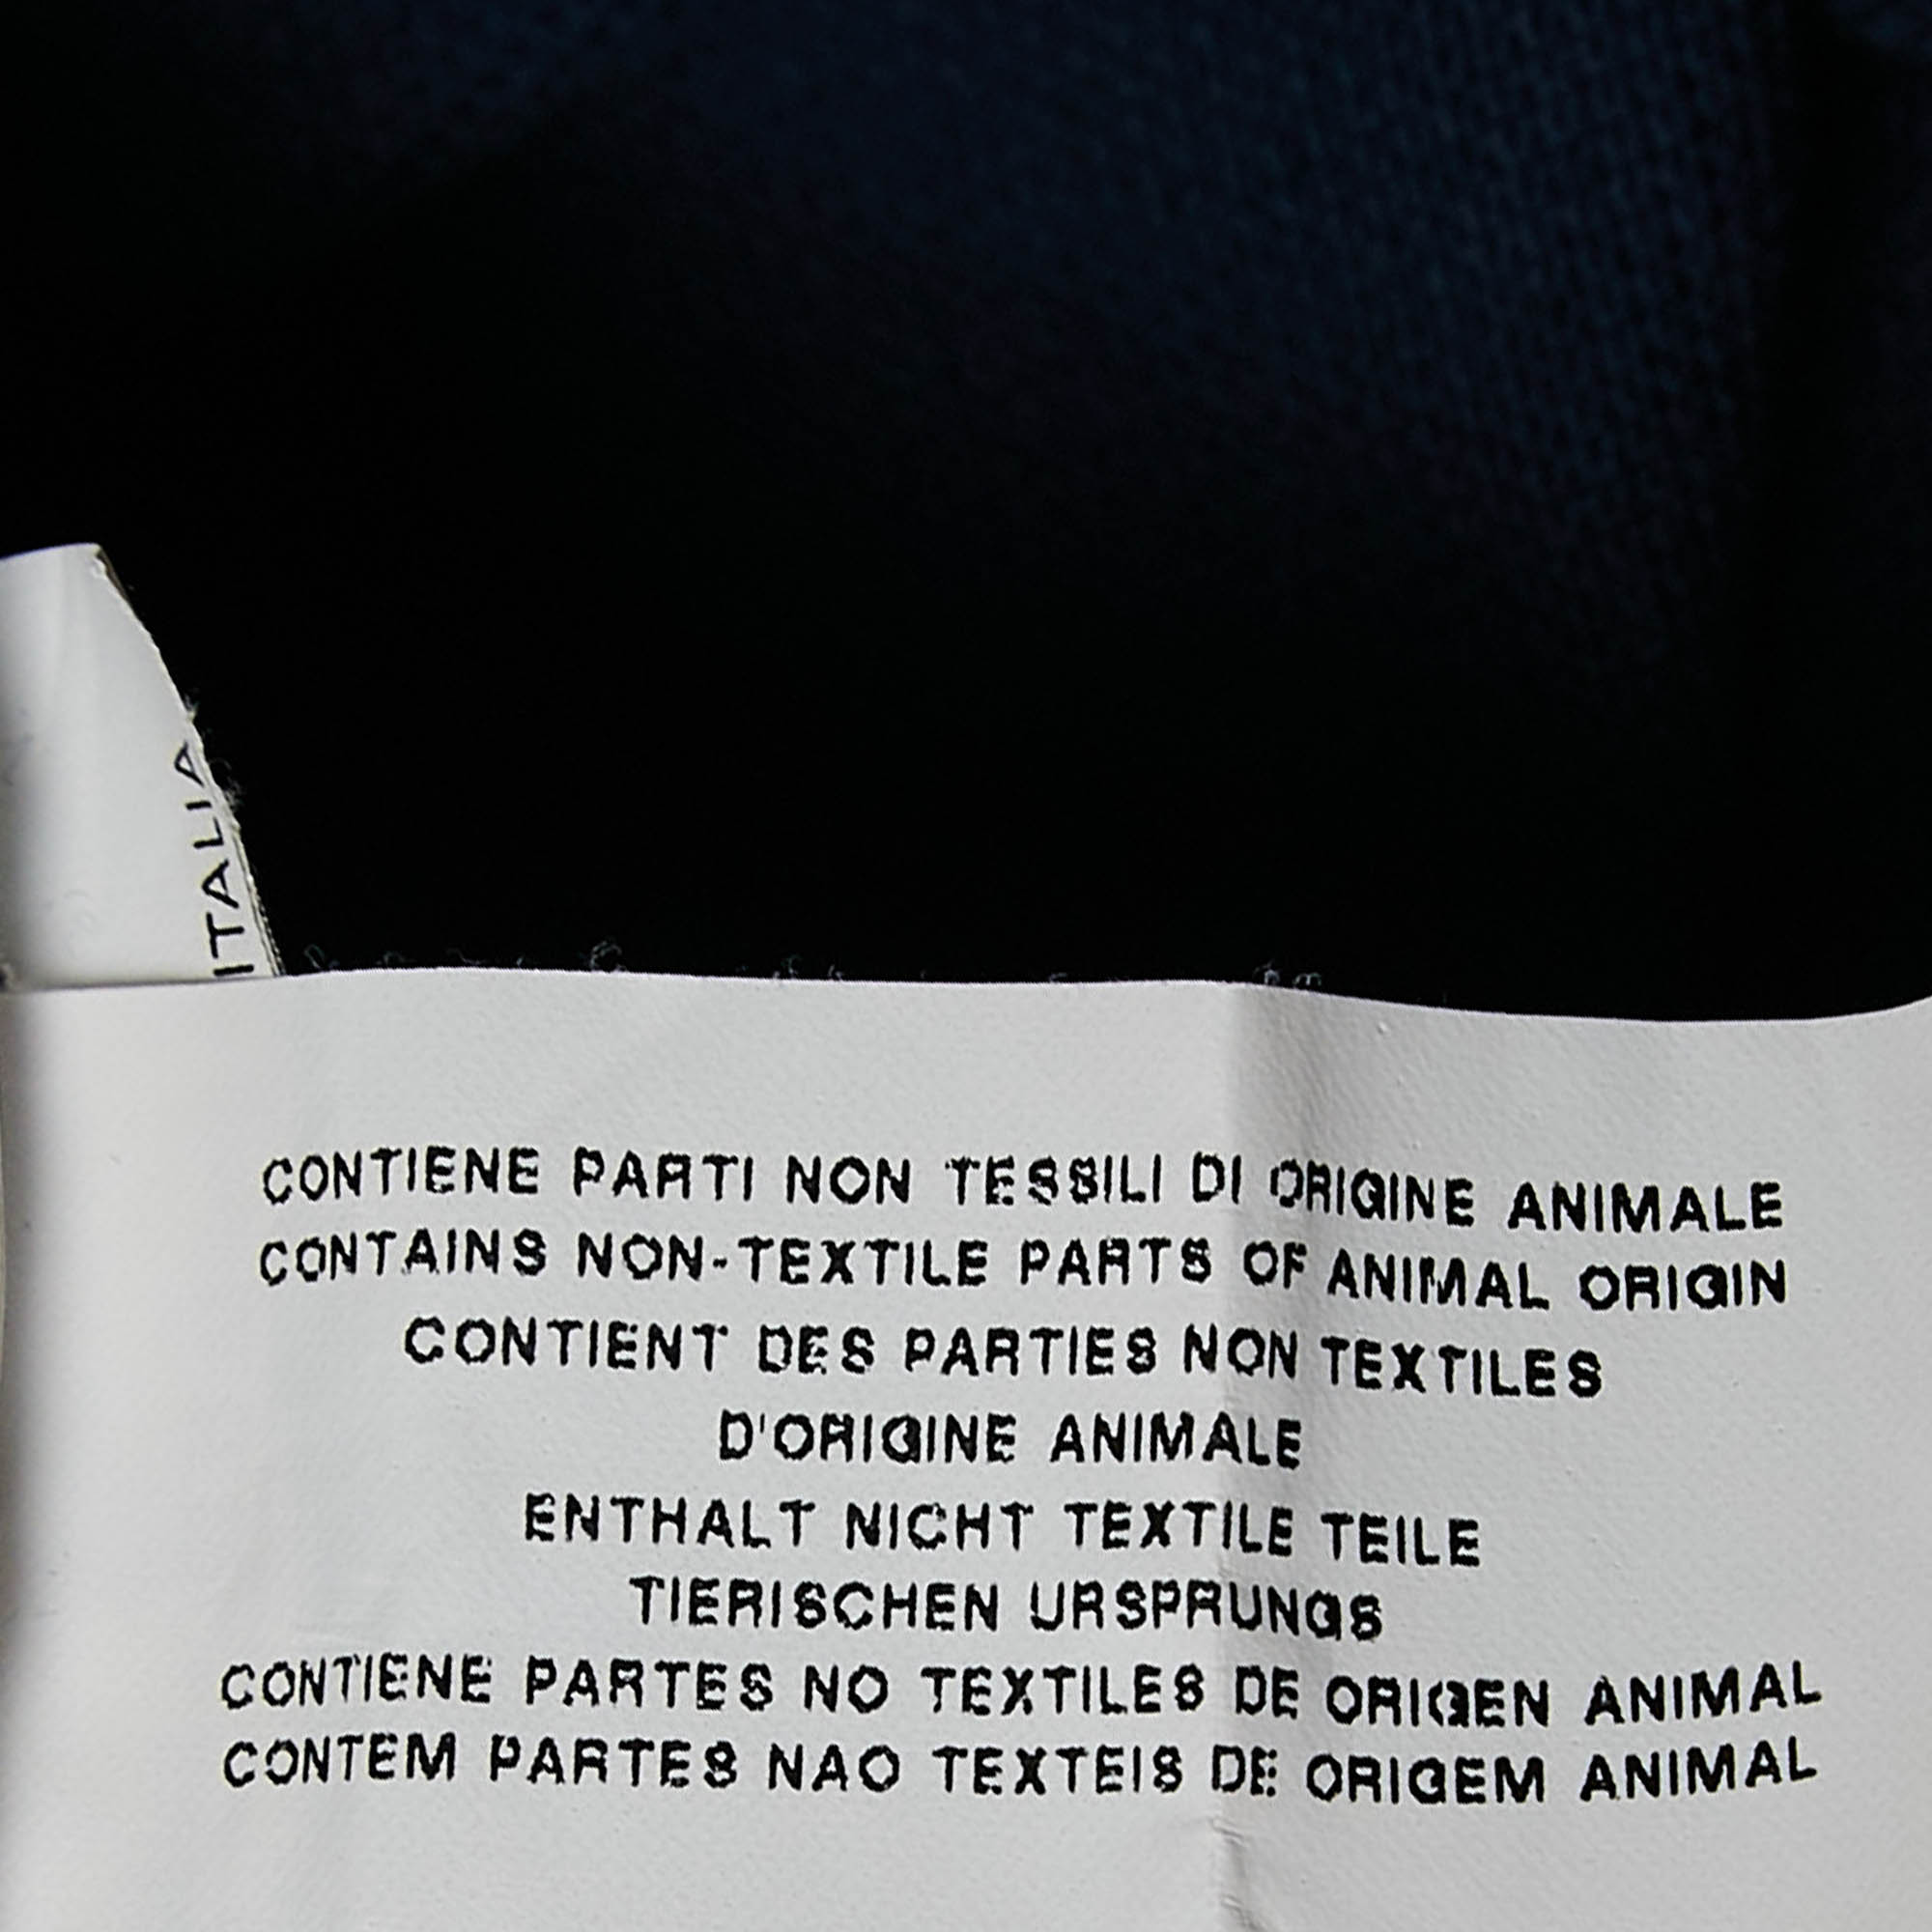 ITALIA
CONTIENE PARTI NON TESSILI DI ORIGINE ANIMALE
CONTAINS NON-TEXTILE PARTS OF ANIMAL ORIGIN
CONTIENT DES PARTIES NON TEXTILES
D'ORIGINE ANIMALE
ENTHALT NICHT TEXTILE TEILE
TIERISCHEN URSPRUNGS
CONTIENE PARTES NO TEXTILES DE ORIGEN ANIMAL
CONTEM PARTES NAO TEXTEIS DE ORIGEM ANIMAL